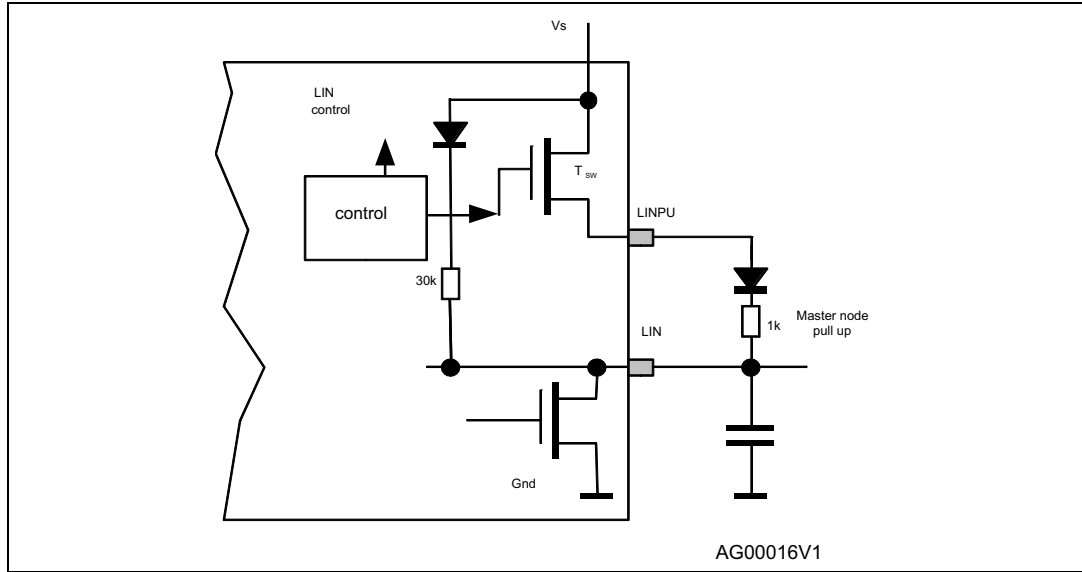 Vs
LIN
control
T sw
control
LINPU
30k
1k
Master node
pull up
LIN
Gnd
AG00016V1